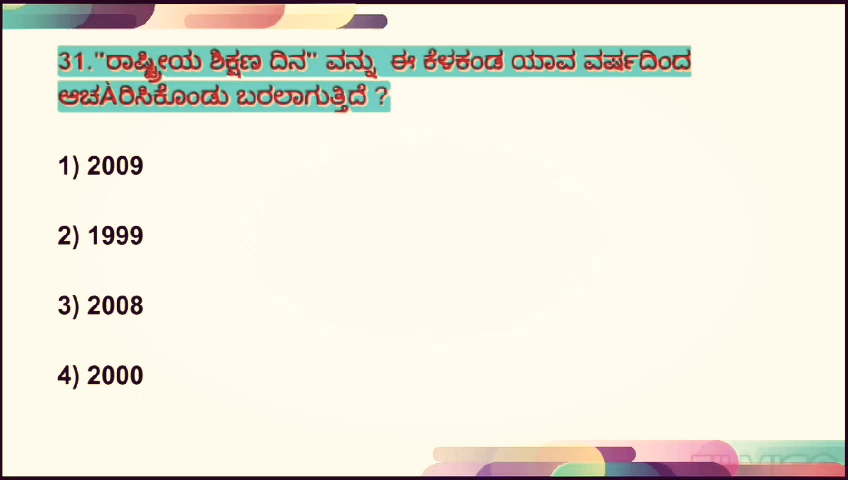 31."ರಾಷ್ಟ್ರೀಯ ಶಿಕ್ಷಣ ದಿನ" ವನ್ನು ಈ ಕೆಳಕಂಡ ಯಾವ ವರ್ಷದಿಂದ
ಆಚÀರಿಸಿಕೊಂಡು ಬರಲಾಗುತ್ತಿದೆ ?
1) 2009
2) 1999
3) 2008
4) 2000